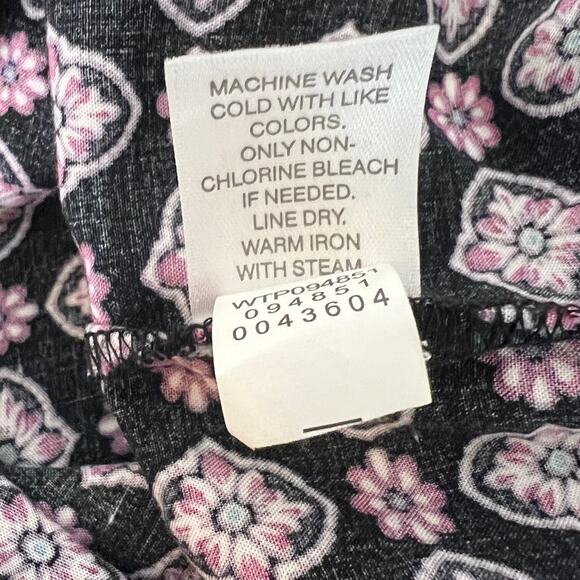 MACHINE WASH
COLD WITH LIKE
COLORS.
ONLY NON-
CHLORINE BLEACH
IF NEEDED.
LINE DRY.
WARM IRON
WITH STEAM
WTP094851
094851
0043604